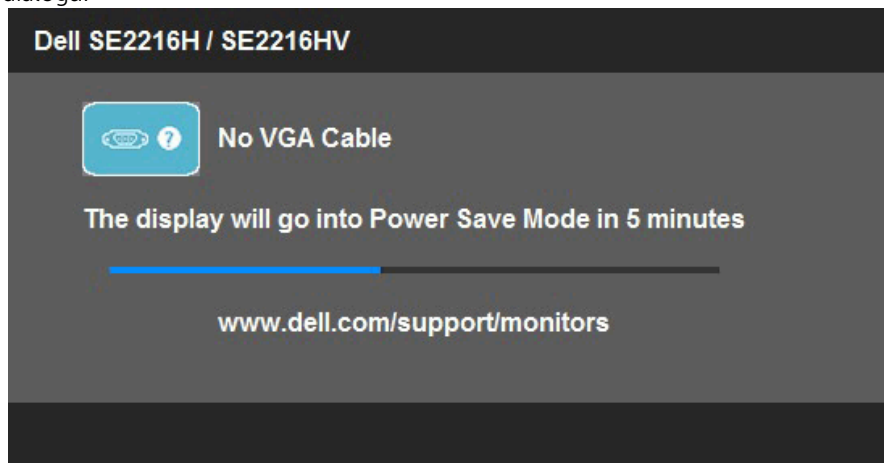 Dell SE2216H / SE2216HV
?
No VGA Cable
The display will go into Power Save Mode in 5 minutes
www.dell.com/support/monitors